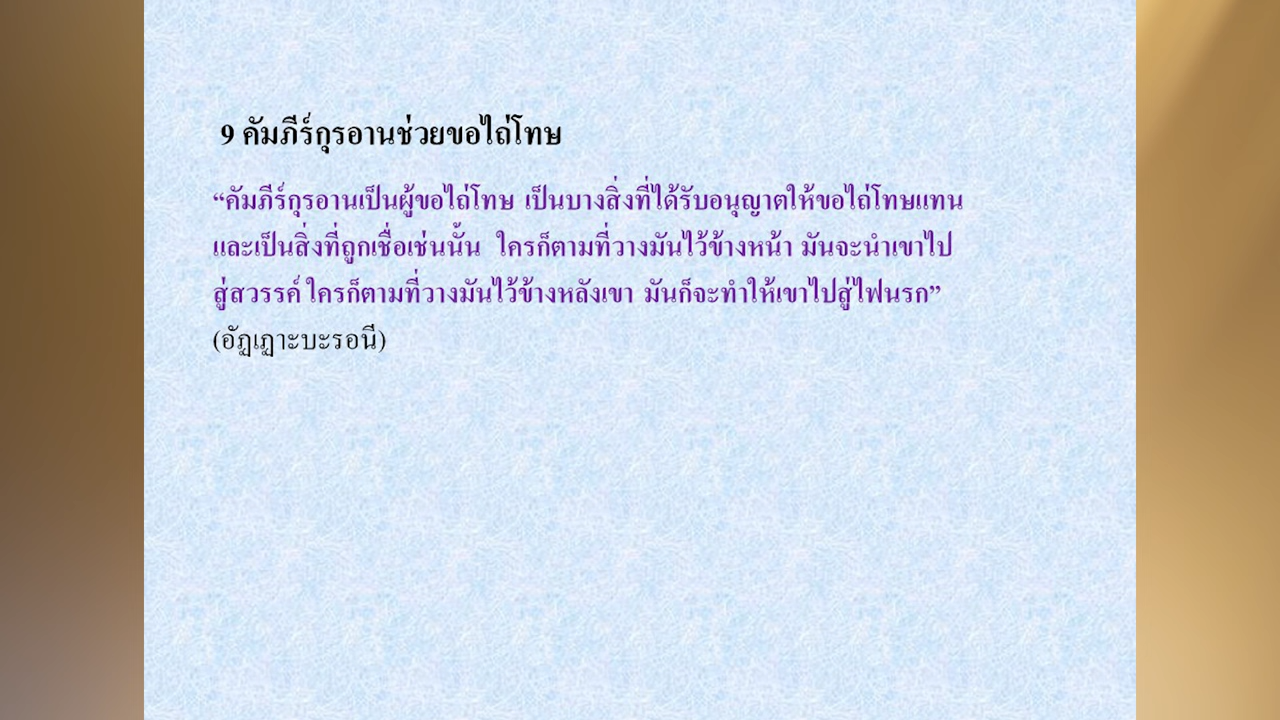 9 คัมภีร์กุรอานช่วยขอไถ่โทษ
“คัมภีร์กุรอานเป็นผู้ขอไถ่โทษ เป็นบางสิ่งที่ได้รับอนุญาตให้ขอไถ่โทษแทน
และเป็นสิ่งที่ถูกเชื่อเช่นนั้น ใครก็ตามที่วางมันไว้ข้างหน้า มันจะนำเขาไป
สู่สวรรค์ ใครก็ตามที่วางมันไว้ข้างหลังเขา มันก็จะทำให้เขาไปสู่ไฟนรก”
(อัฏเฏาะบะรอนี)